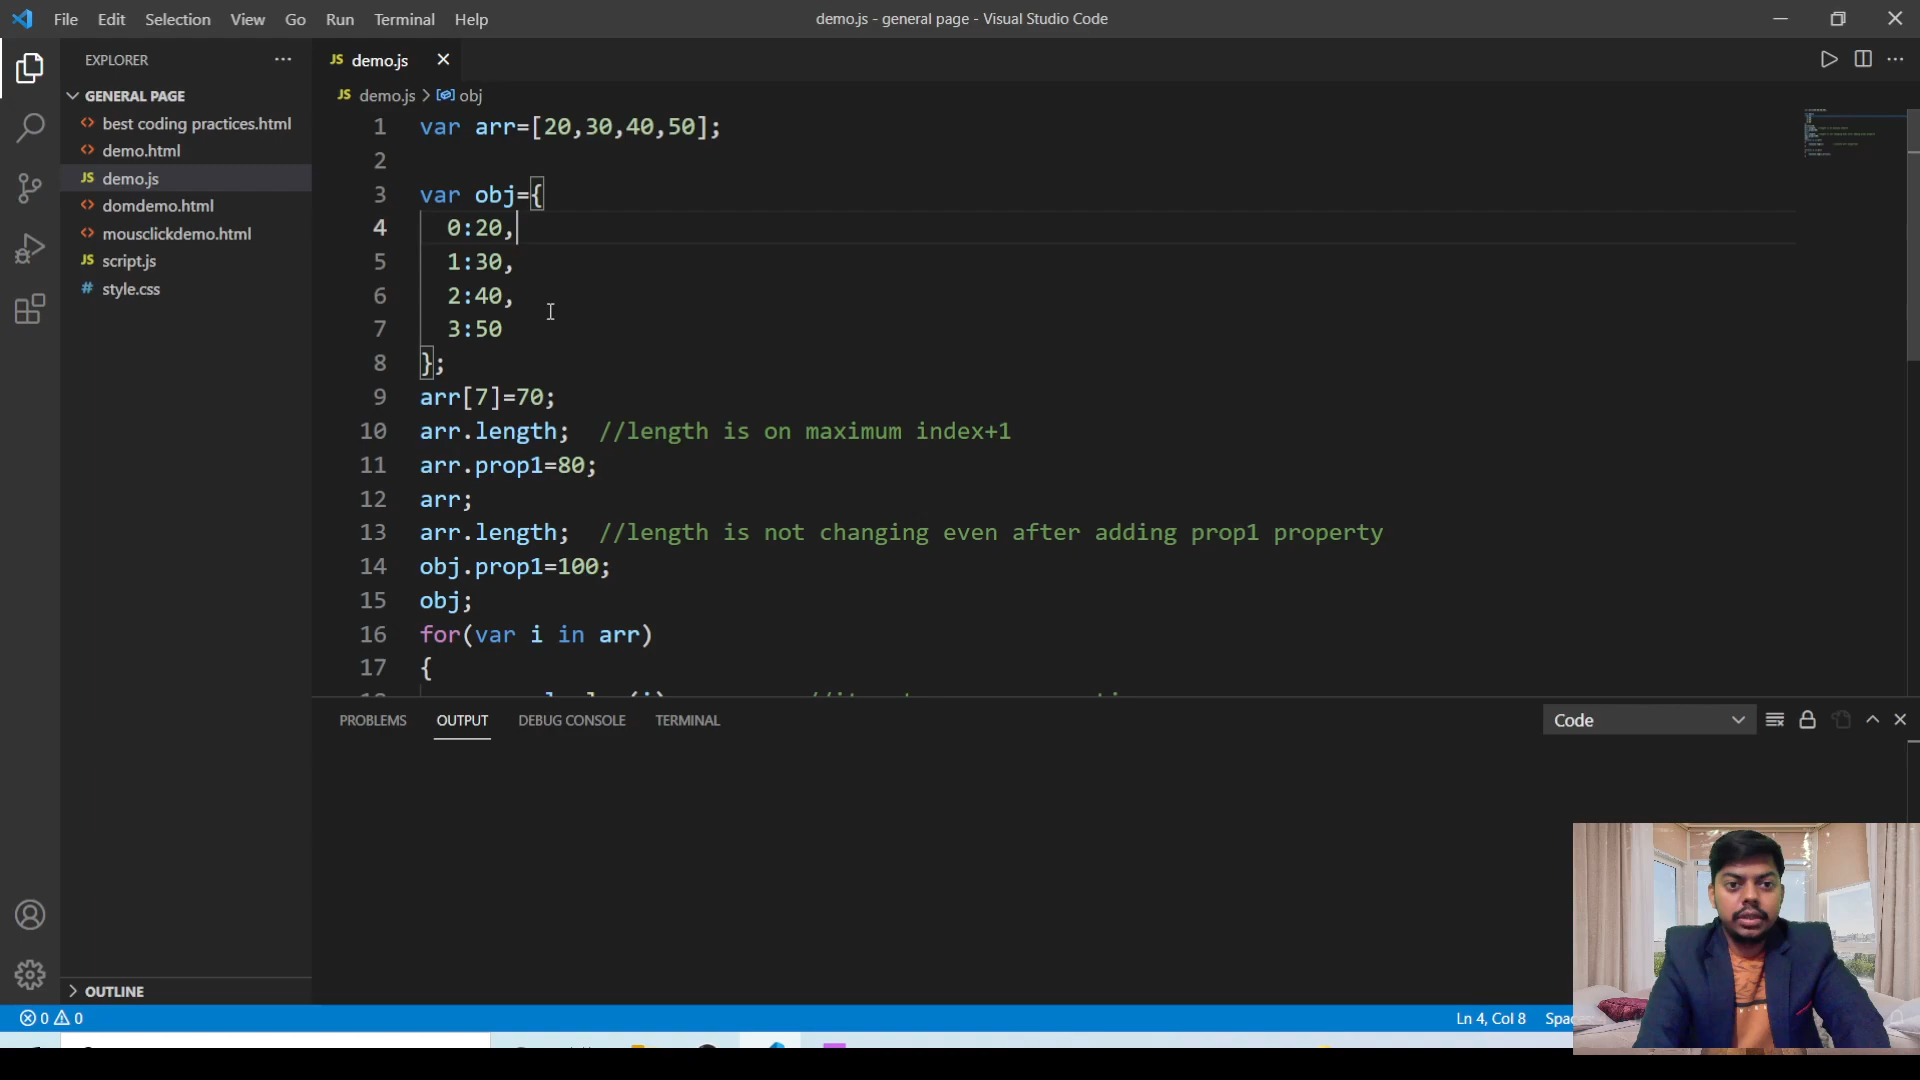 File Edit Selection View Go Run Terminal Help
demo.js - general page - Visual Studio Code
EXPLORER
GENERAL PAGE
best coding practices.html
demo.html
JS demo.js
domdemo.html
mousclickdemo.html
JS script.js
# style.css
OUTLINE
JS demo.js
JS demo.js > obj
1 var arr=[20,30,40,50];
2
3 var obj={
4 0:20,
5 1:30,
6 2:40,
7 3:50
8 };
9 arr[7]=70;
10 arr.length; //length is on maximum index+1
11 arr.prop1=80;
12 arr;
13 arr.length; //length is not changing even after adding prop1 property
14 obj.prop1=100;
15 obj;
16 for(var i in arr)
17 {
PROBLEMS OUTPUT DEBUG CONSOLE TERMINAL
Code
0 0
Ln 4, Col 8